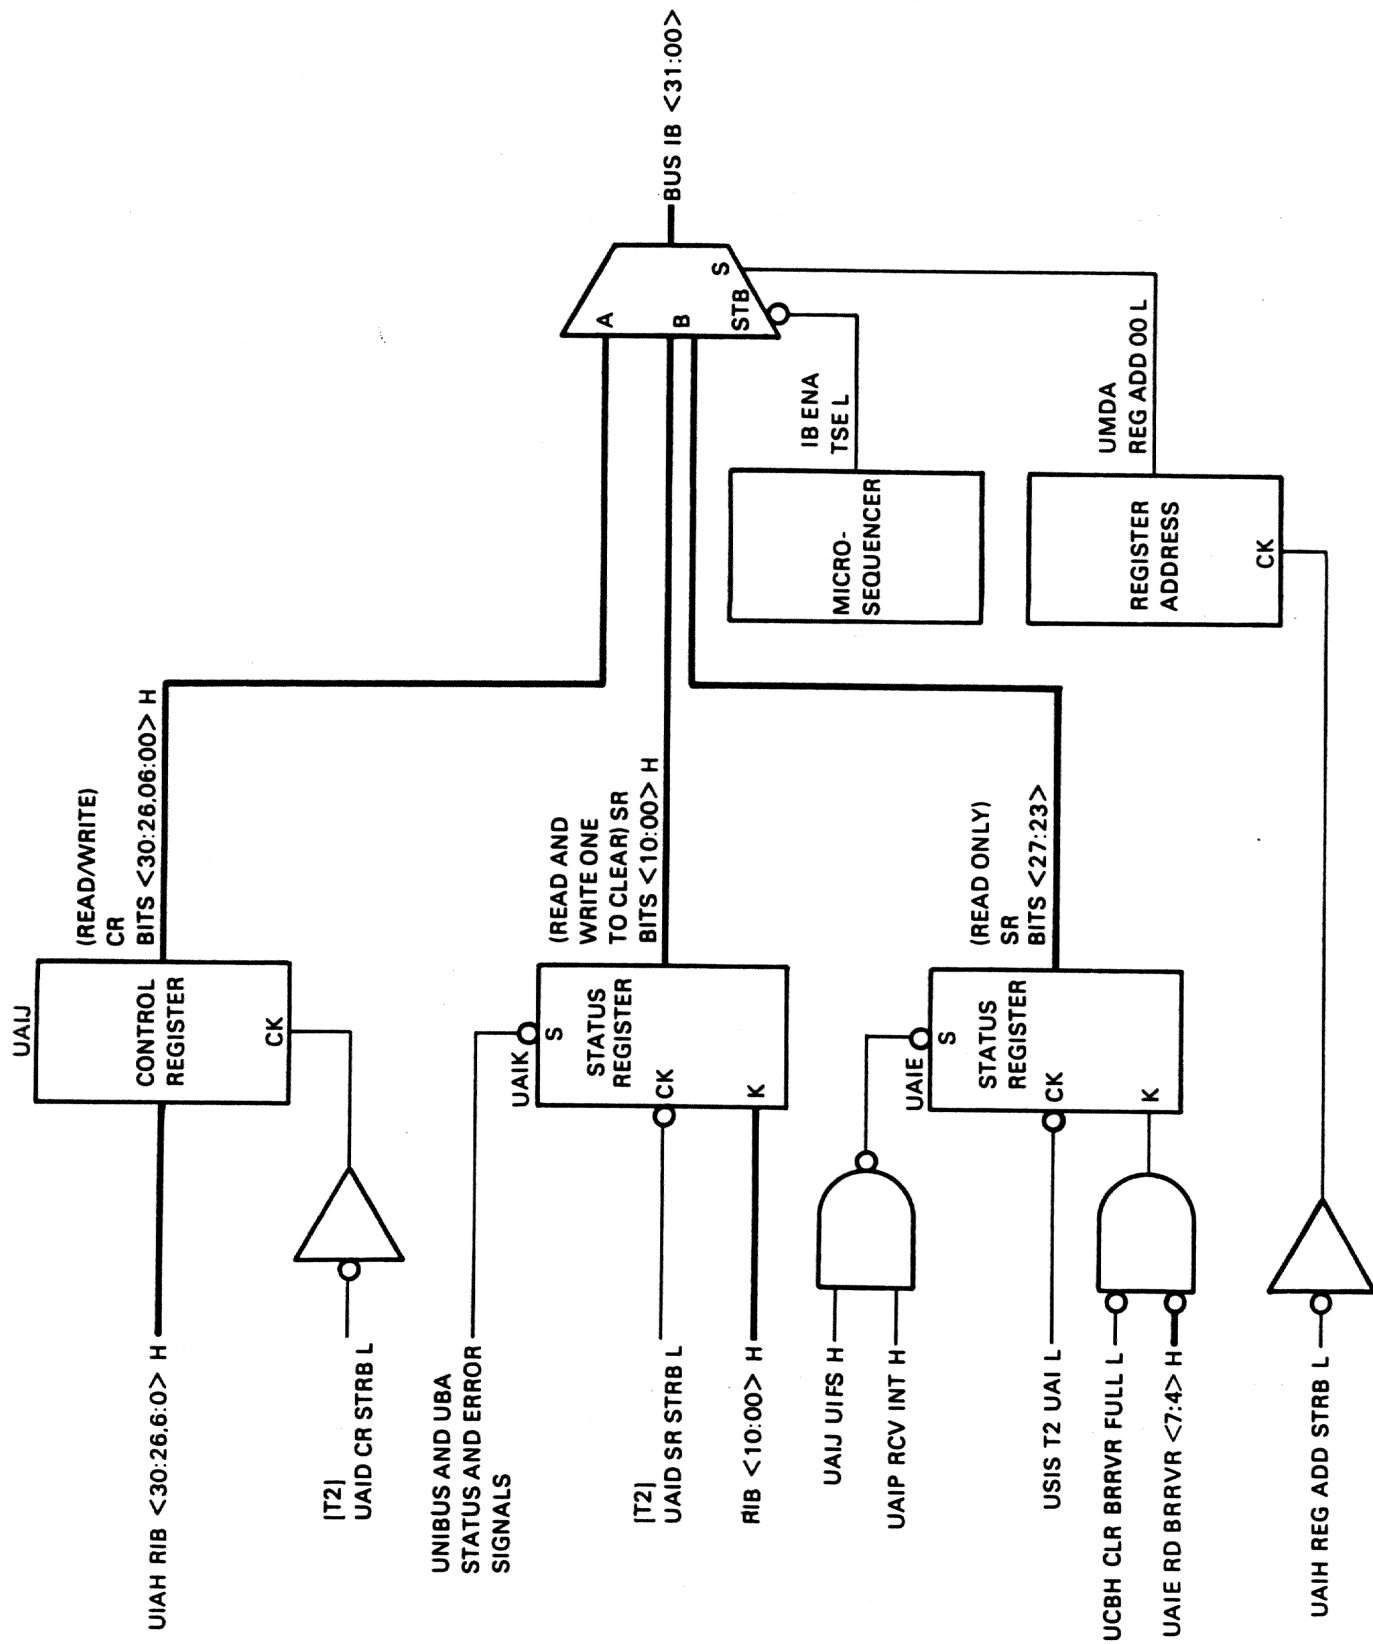 UAIJ
(READ/WRITE)
CR
BITS <30:26,06:00> H
UIAH RIB <30:26,6:0> H
CONTROL
REGISTER
CK
[T2]
UAID CR STRB L
UNIBUS AND UBA
STATUS AND ERROR
SIGNALS
UAIK
S
STATUS
REGISTER
CK
K
(READ AND
WRITE ONE
TO CLEAR) SR
BITS <10:00> H
[T2]
UAID SR STRB L
RIB <10:00> H
A
B
STB
S
BUS IB <31:00>
UAIJ UIFS H
UAIP RCV INT H
UAIE
S
STATUS
REGISTER
CK
K
(READ ONLY)
SR
BITS <27:23>
IB ENA
TSE L
MICRO-
SEQUENCER
USIS T2 UAI L
UCBH CLR BRRVR FULL L
UAIE RD BRRVR <7:4> H
UMDA
REG ADD 00 L
REGISTER
ADDRESS
CK
UAIH REG ADD STRB L